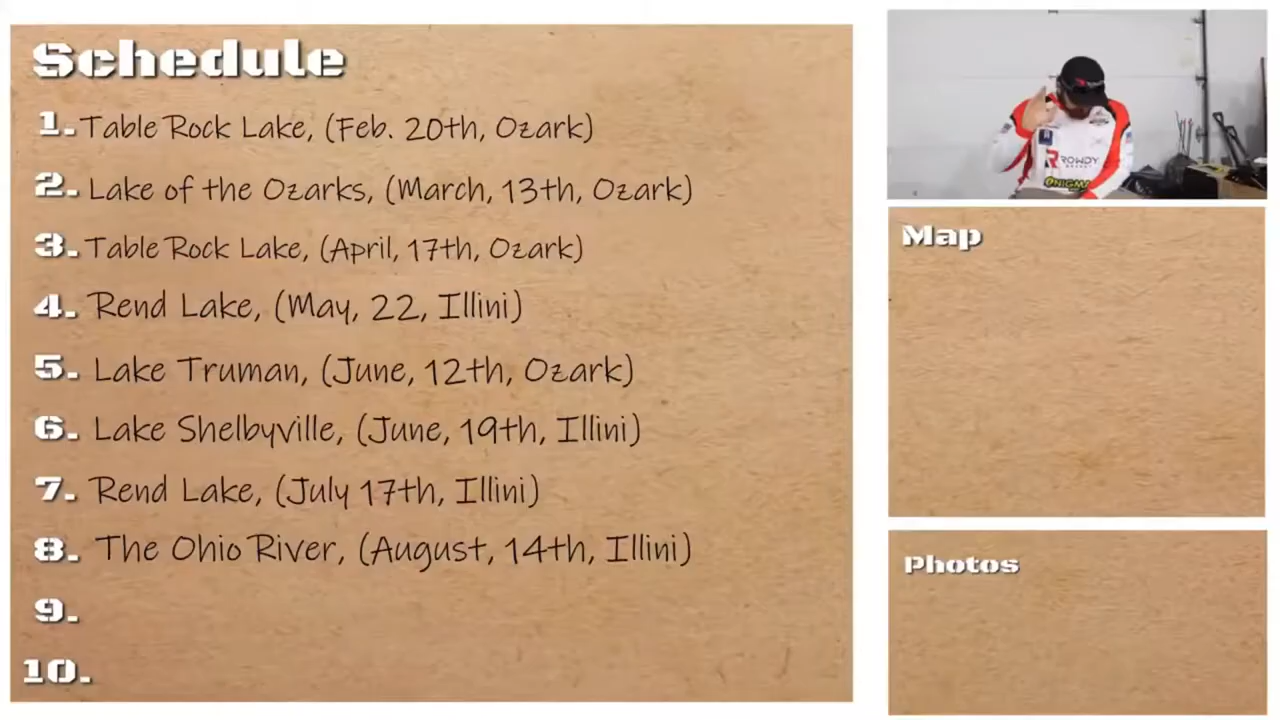 Schedule
1. Table Rock Lake, (Feb. 20th, Ozark)
2. Lake of the Ozarks, (March, 13th, Ozark)
3. Table Rock Lake, (April, 17th, Ozark)
4. Rend Lake, (May, 22, Illini)
5. Lake Truman, (June, 12th, Ozark)
6. Lake Shelbyville, (June, 19th, Illini)
7. Rend Lake, (July 17th, Illini)
8. The Ohio River, (August, 14th, Illini)
9.
10.
ROWDY
Map
Photos